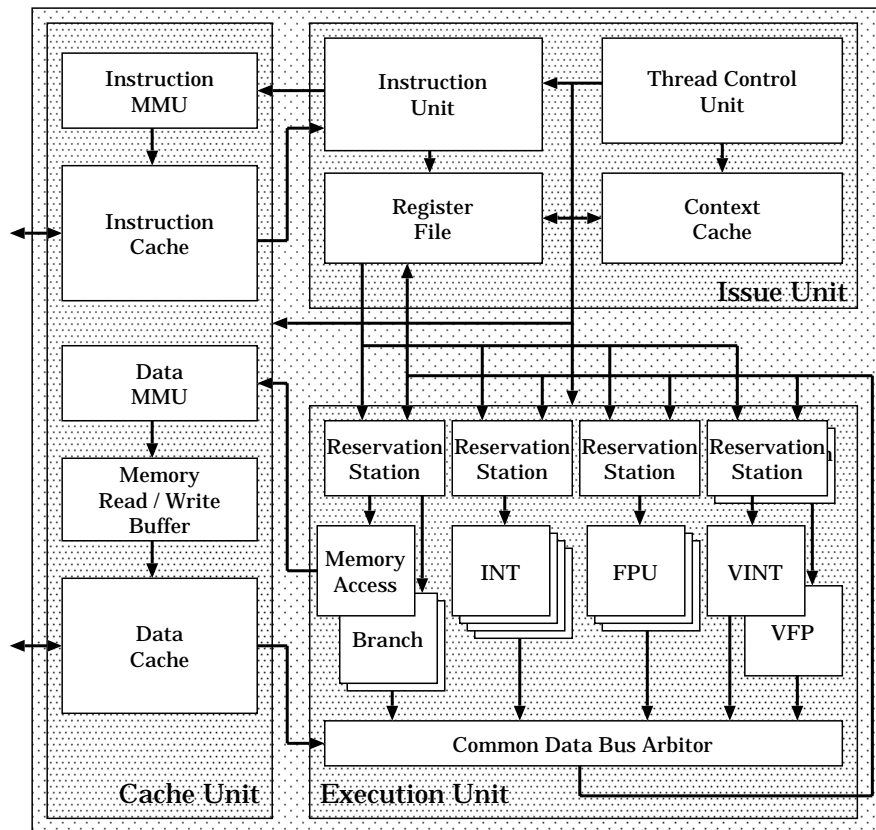 Instruction
MMU
Instruction
Cache
Data
MMU
Memory
Read / Write
Buffer
Data
Cache
Cache Unit
Instruction
Unit
Thread Control
Unit
Register
File
Context
Cache
Issue Unit
Reservation
Station
Reservation
Station
Reservation
Station
Reservation
Station
Memory
Access
Branch
INT
FPU
VINT
VFP
Common Data Bus Arbitor
Execution Unit